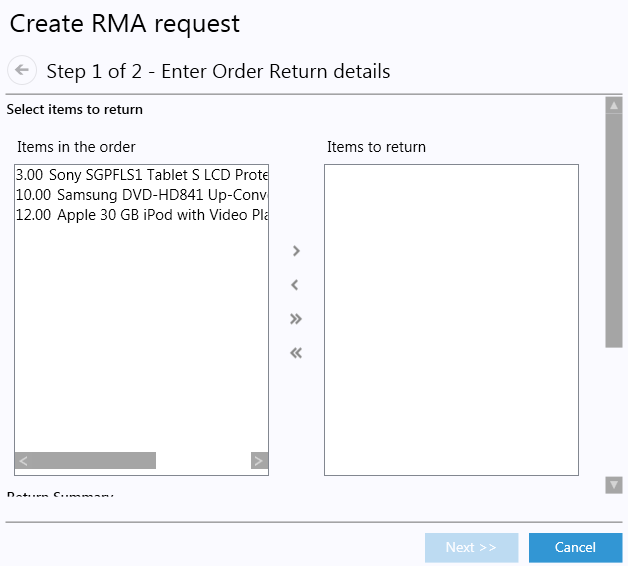 Create RMA request
Step 1 of 2 - Enter Order Return details
Select items to return
Items in the order
Items to return
3.00 Sony SGPFLS1 Tablet S LCD Prote
10.00 Samsung DVD-HD841 Up-Conv
12.00 Apple 30 GB iPod with Video Pla
Return Summary
Next >>
Cancel